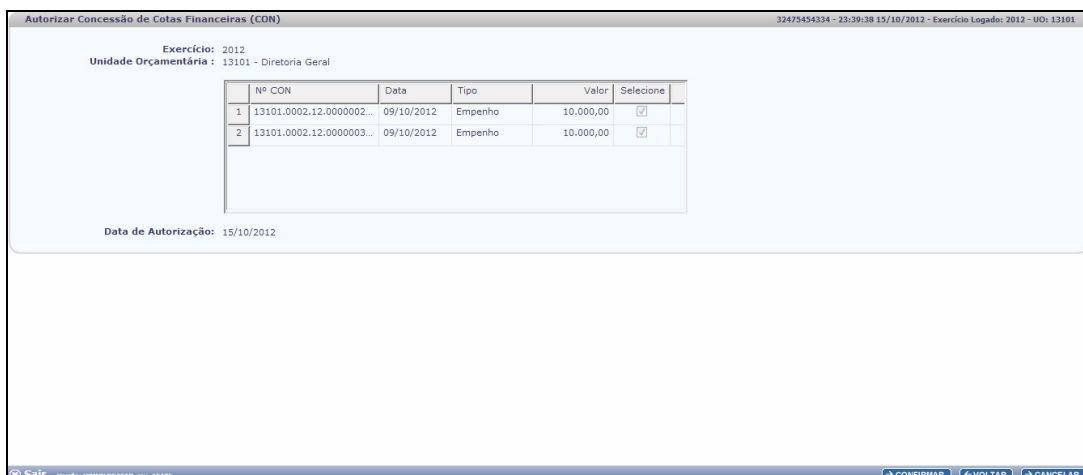 Autorizar Concessão de Cotas Financeiras (CON) 32475454334 - 23:39:38 15/10/2012 - Exercício Logado: 2012 - UO: 13101
Exercício: 2012
Unidade Orçamentária : 13101 - Diretoria Geral
Nº CON Data Tipo Valor Selecione
1 13101.0002.12.0000002... 09/10/2012 Empenho 10.000,00
2 13101.0002.12.0000003... 09/10/2012 Empenho 10.000,00
Data de Autorização: 15/10/2012
Sair CONFIRMAR VOLTAR CANCELAR